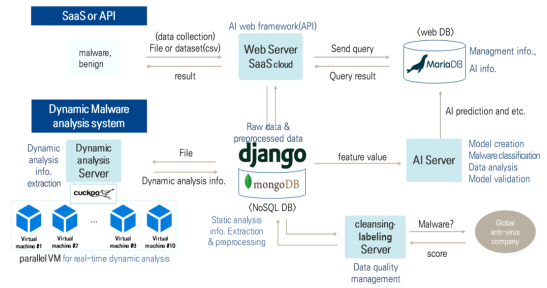 SaaS or API
malware,
benign
(data collection)
File or dataset(csv)
result
AI web framework(API)
Web Server
SaaS cloud
Send query
Query result
⟨web DB⟩
MariaDB
Managment info.,
AI info.
Dynamic Malware
analysis system
Dynamic
analysis
info.
extraction
Dynamic
analysis
Server
cuckoo
File
Dynamic analysis info.
Virtual
machine #1
Virtual
machine #2
...
Virtual
machine #9
Virtual
machine #10
parallel VM for real-time dynamic analysis
Raw data &
preprocessed data
django
mongoDB
⟨NoSQL DB⟩
Static analysis
info. Extraction
& preprocessing
feature value
AI Server
AI prediction and etc.
Model creation
Malware classification
Data analysis
Model validation
cleansing·
labeling
Server
Data quality
management
Malware?
score
Global
anti-virus
company